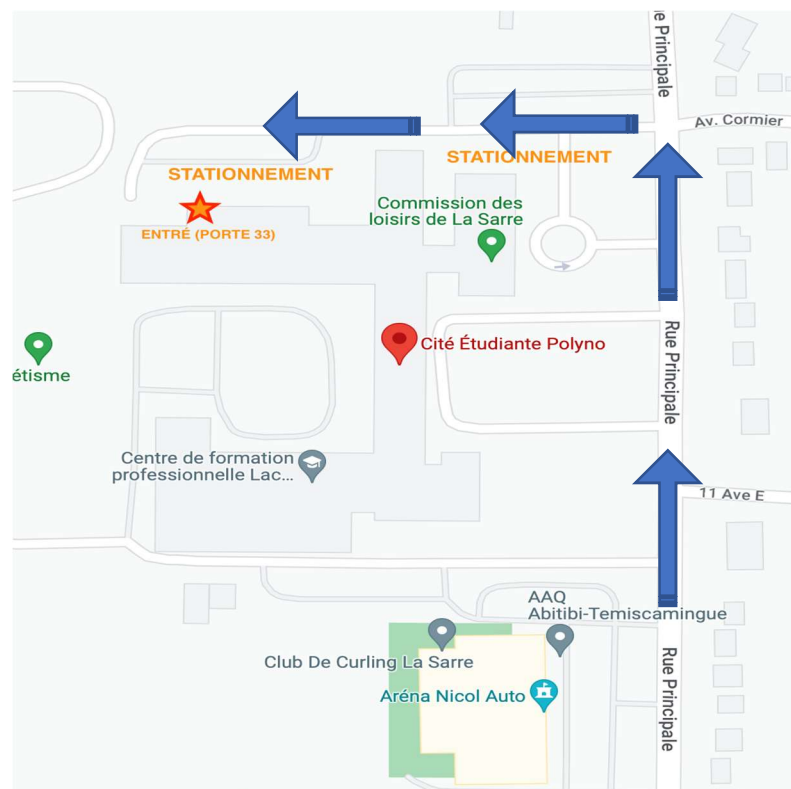 e Principale
Av. Cormier
STATIONNEMENT
STATIONNEMENT
Commission des
loisirs de La Sarre
ENTRÉ (PORTE 33)
Rue Principale
Cité Étudiante Polyno
étisme
Centre de formation
professionnelle Lac...
11 Ave E
AAQ
Abitibi-Temiscamingue
Club De Curling La Sarre
Rue Principale
Aréna Nicol Auto